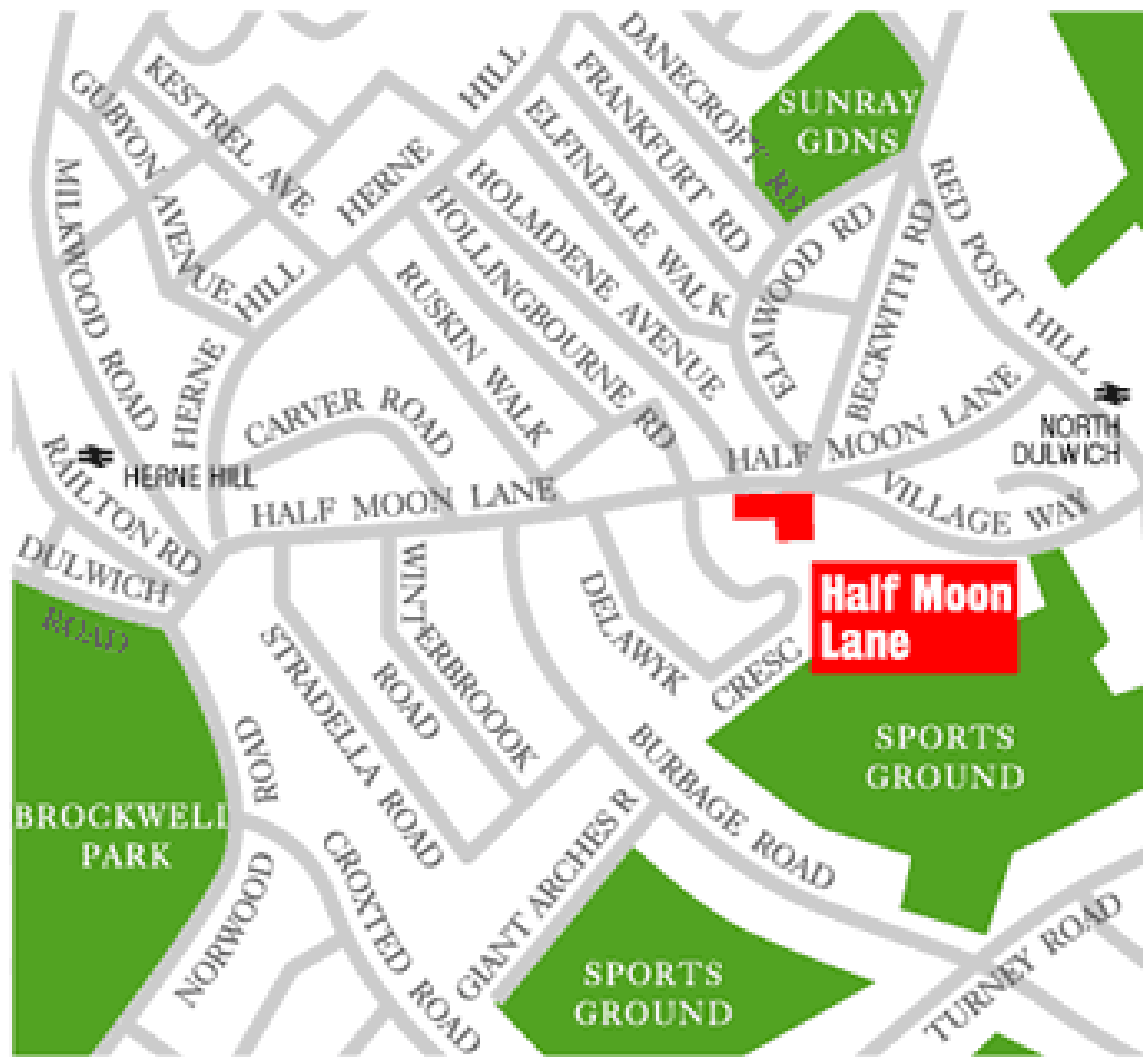 DANECROFT RD
FRANKFURT RD
ELFINDALE WALK
KESTREL AVE
GUBYON AVENUE
HERNE HILL
SUNRAY
GDNS
MILKWOOD ROAD
HOLMDENE AVENUE
HOLLINGBOURNE RD
RUSKIN WALK
ELMWOOD RD
BECKWITH RD
RED POST HILL
HERNE HILL
CARVER ROAD
HALF MOON LANE
NORTH
DULWICH
HERNE HILL
RAILTON RD
HALF MOON LANE
VILLAGE WAY
DULWICH
ROAD
WINTERBROOOK
ROAD
DELAWYK CRESC
Half Moon
Lane
STRADELLA ROAD
BURBAGE ROAD
SPORTS
GROUND
BROCKWELL
PARK
NORWOOD ROAD
CROXTED ROAD
GIANT ARCHES R
SPORTS
GROUND
TURNEY ROAD